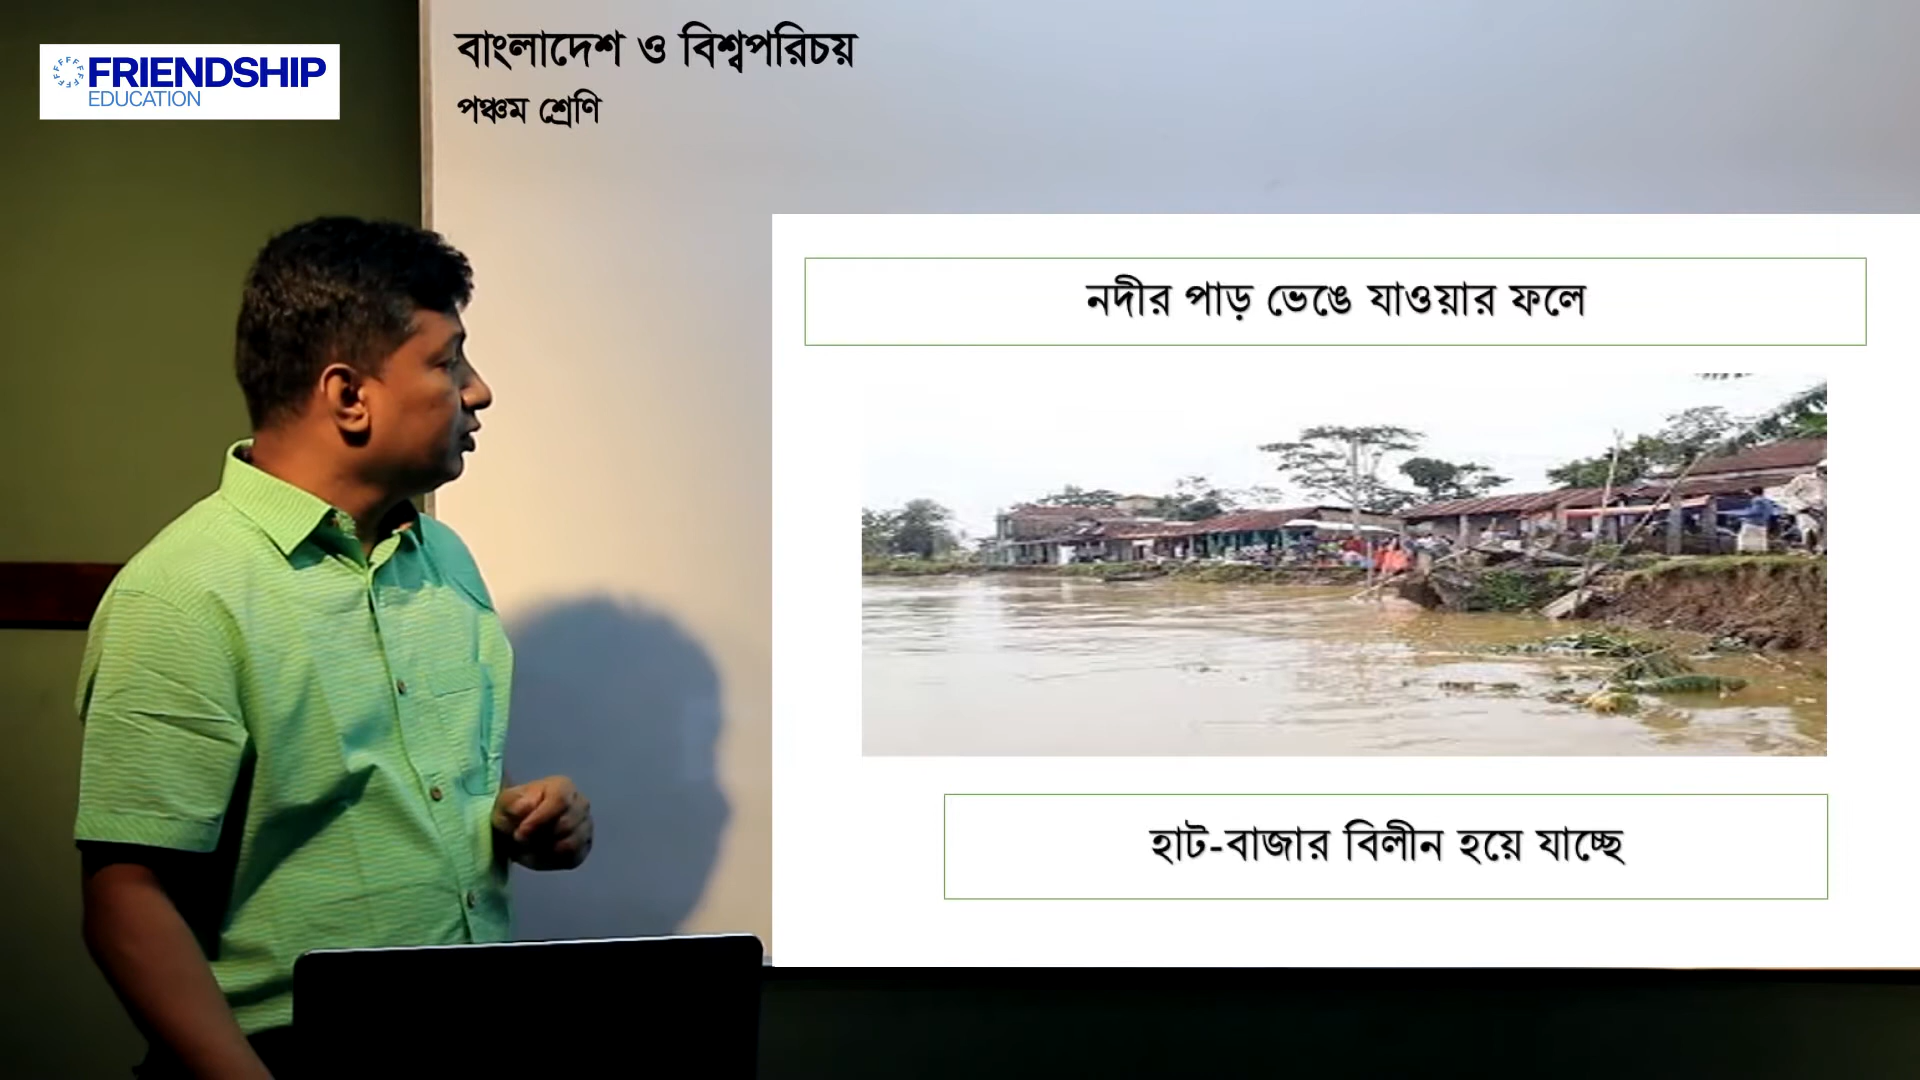 FRIENDSHIP
EDUCATION
বাংলাদেশ ও বিশ্বপরিচয়
পঞ্চম শ্রেণি
নদীর পাড় ভেঙে যাওয়ার ফলে
হাট-বাজার বিলীন হয়ে যাচ্ছে